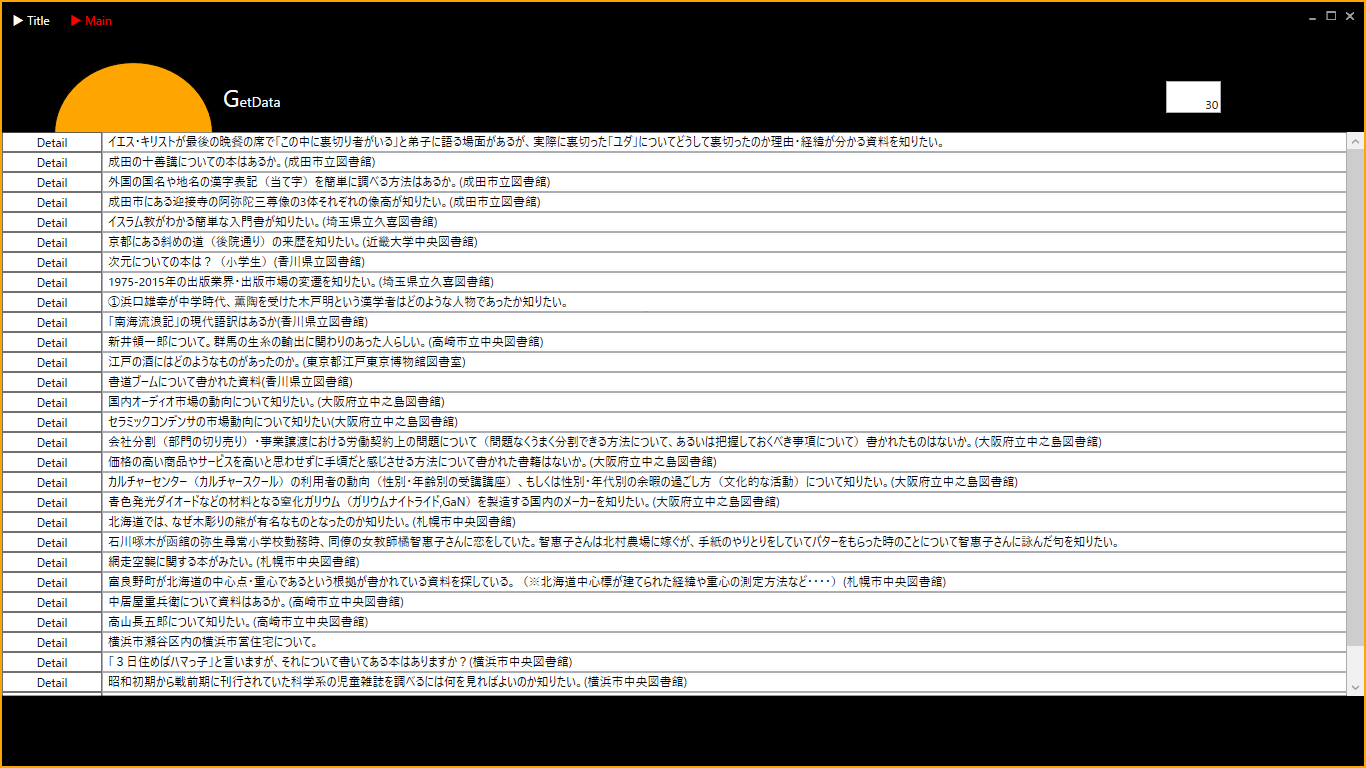 ▶ Title ▶ Main
GetData
30
Detail イエス・キリストが最後の晩餐の席で「この中に裏切り者がいる」と弟子に語る場面があるが、実際に裏切った「ユダ」についてどうして裏切ったのか理由・経緯が分かる資料を知りたい。
Detail 成田の十善講についての本はあるか。(成田市立図書館)
Detail 外国の国名や地名の漢字表記（当て字）を簡単に調べる方法はあるか。(成田市立図書館)
Detail 成田市にある迎接寺の阿弥陀三尊像の3体それぞれの像高が知りたい。(成田市立図書館)
Detail イスラム教がわかる簡単な入門書が知りたい。(埼玉県立久喜図書館)
Detail 京都にある斜めの道（後院通り）の来歴を知りたい。(近畿大学中央図書館)
Detail 次元についての本は？（小学生）(香川県立図書館)
Detail 1975-2015年の出版業界・出版市場の変遷を知りたい。(埼玉県立久喜図書館)
Detail ①浜口雄幸が中学時代、薫陶を受けた木戸明という漢学者はどのような人物であったか知りたい。
Detail 「南海流浪記」の現代語訳はあるか(香川県立図書館)
Detail 新井領一郎について。群馬の生糸の輸出に関わりのあった人らしい。(高崎市立中央図書館)
Detail 江戸の酒にはどのようなものがあったのか。(東京都江戸東京博物館図書室)
Detail 書道ブームについて書かれた資料(香川県立図書館)
Detail 国内オーディオ市場の動向について知りたい。(大阪府立中之島図書館)
Detail セラミックコンデンサの市場動向について知りたい(大阪府立中之島図書館)
Detail 会社分割（部門の切り売り）・事業譲渡における労働契約上の問題について（問題なくうまく分割できる方法について、あるいは把握しておくべき事項について）書かれたものはないか。(大阪府立中之島図書館)
Detail 価格の高い商品やサービスを高いと思わせずに手頃だと感じさせる方法について書かれた書籍はないか。(大阪府立中之島図書館)
Detail カルチャーセンター（カルチャースクール）の利用者の動向（性別・年齢別の受講講座）、もしくは性別・年代別の余暇の過ごし方（文化的な活動）について知りたい。(大阪府立中之島図書館)
Detail 青色発光ダイオードなどの材料となる窒化ガリウム（ガリウムナイトライド,GaN）を製造する国内のメーカーを知りたい。(大阪府立中之島図書館)
Detail 北海道では、なぜ木彫りの熊が有名なものとなったのか知りたい。(札幌市中央図書館)
Detail 石川啄木が函館の弥生尋常小学校勤務時、同僚の女教師橘智恵子さんに恋をしていた。智恵子さんは北村農場に嫁ぐが、手紙のやりとりをしていてバターをもらった時のことについて智恵子さんに詠んだ句を知りたい。
Detail 網走空襲に関する本がみたい。(札幌市中央図書館)
Detail 富良野町が北海道の中心点・重心であるという根拠が書かれている資料を探している。（※北海道中心標が建てられた経緯や重心の測定方法など・・・・）(札幌市中央図書館)
Detail 中居屋重兵衛について資料はあるか。(高崎市立中央図書館)
Detail 高山長五郎について知りたい。(高崎市立中央図書館)
Detail 横浜市瀬谷区内の横浜市営住宅について。
Detail 「３日住めばハマっ子」と言いますが、それについて書いてある本はありますか？(横浜市中央図書館)
Detail 昭和初期から戦前期に刊行されていた科学系の児童雑誌を調べるには何を見ればよいのか知りたい。(横浜市中央図書館)